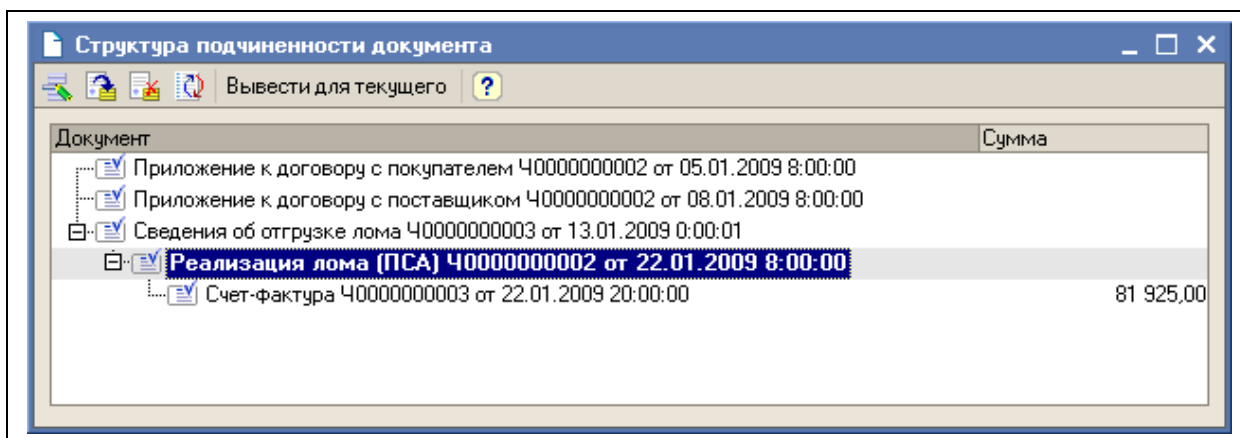 Структура подчиненности документа
Вывести для текущего ?
Документ Сумма
Приложение к договору с покупателем Ч0000000002 от 05.01.2009 8:00:00
Приложение к договору с поставщиком Ч0000000002 от 08.01.2009 8:00:00
Сведения об отгрузке лома Ч0000000003 от 13.01.2009 0:00:01
Реализация лома (ПСА) Ч0000000002 от 22.01.2009 8:00:00
Счет-фактура Ч0000000003 от 22.01.2009 20:00:00 81 925,00